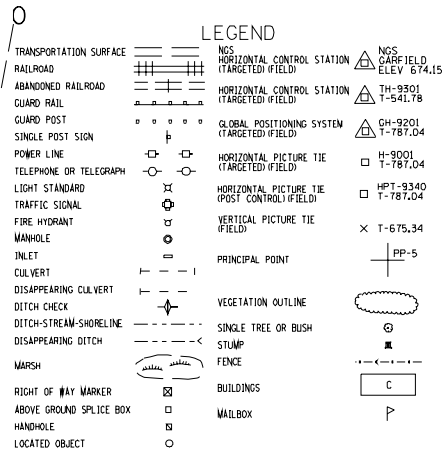 LEGEND
TRANSPORTATION SURFACE
RAILROAD
ABANDONED RAILROAD
GUARD RAIL
GUARD POST
SINGLE POST SIGN
POWER LINE
TELEPHONE OR TELEGRAPH
LIGHT STANDARD
TRAFFIC SIGNAL
FIRE HYDRANT
MANHOLE
INLET
CULVERT
DISAPPEARING CULVERT
DITCH CHECK
DITCH-STREAM-SHORELINE
DISAPPEARING DITCH
MARSH
RIGHT OF WAY MARKER
ABOVE GROUND SPLICE BOX
HANDHOLE
LOCATED OBJECT
NGS
HORIZONTAL CONTROL STATION
(TARGETED) (FIELD)
NGS
GARFIELD
ELEV 674.15
HORIZONTAL CONTROL STATION
(TARGETED) (FIELD)
TH-9301
T-541.78
GLOBAL POSITIONING SYSTEM
(TARGETED) (FIELD)
GH-9201
T-787.04
HORIZONTAL PICTURE TIE
(TARGETED) (FIELD)
H-9001
T-787.04
HORIZONTAL PICTURE TIE
(POST CONTROL) (FIELD)
HPT-9340
T-787.04
VERTICAL PICTURE TIE
(FIELD)
T-675.34
PRINCIPAL POINT
PP-5
VEGETATION OUTLINE
SINGLE TREE OR BUSH
STUMP
FENCE
BUILDINGS
C
MAILBOX